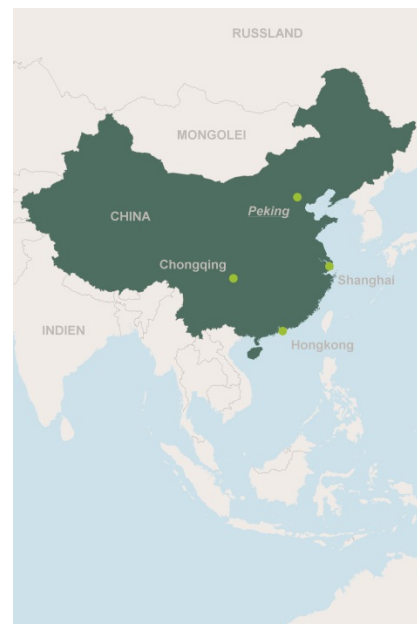 RUSSLAND
MONGOLEI
Peking
CHINA
Chongqing
Shanghai
INDIEN
Hongkong